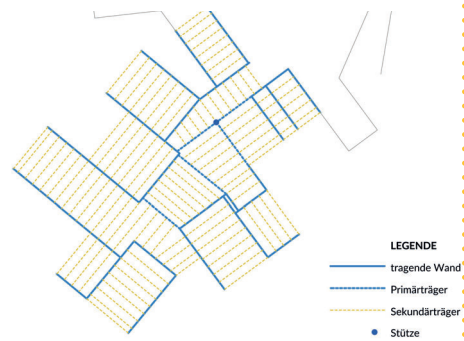 LEGENDE
tragende Wand
Primärträger
Sekundärträger
Stütze